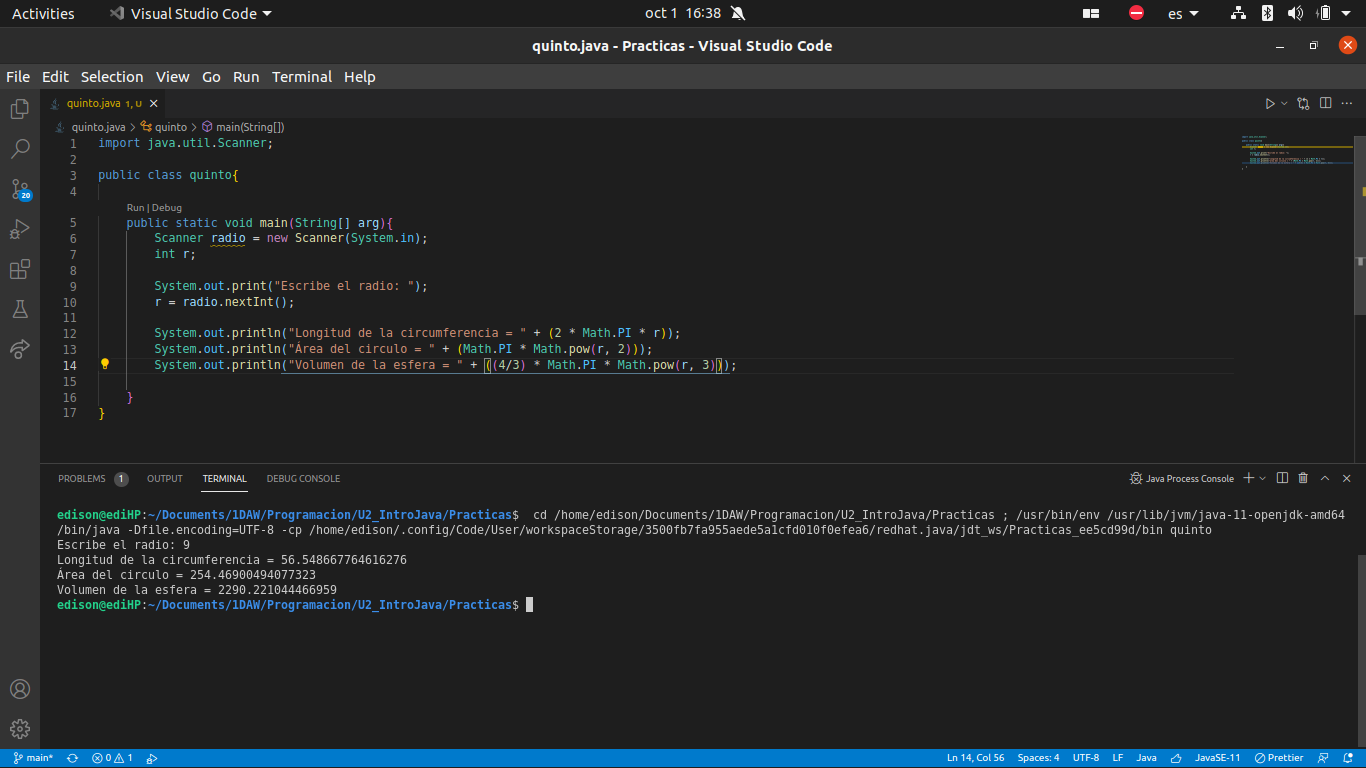 Activities Visual Studio Code oct 1 16:38 es
quinto.java - Practicas - Visual Studio Code
File Edit Selection View Go Run Terminal Help
quinto.java 1, U
quinto.java > quinto > main(String[])
1 import java.util.Scanner;
2
3 public class quinto{
4
Run | Debug
5 public static void main(String[] arg){
6 Scanner radio = new Scanner(System.in);
7 int r;
8
9 System.out.print("Escribe el radio: ");
10 r = radio.nextInt();
11
12 System.out.println("Longitud de la circumferencia = " + (2 * Math.PI * r));
13 System.out.println("Área del circulo = " + (Math.PI * Math.pow(r, 2)));
14 System.out.println("Volumen de la esfera = " + ((4/3) * Math.PI * Math.pow(r, 3)));
15
16 }
17 }
20
PROBLEMS 1 OUTPUT TERMINAL DEBUG CONSOLE Java Process Console
edison@ediHP:~/Documents/1DAW/Programacion/U2_IntroJava/Practicas$ cd /home/edison/Documents/1DAW/Programacion/U2_IntroJava/Practicas ; /usr/bin/env /usr/lib/jvm/java-11-openjdk-amd64
/bin/java -Dfile.encoding=UTF-8 -cp /home/edison/.config/Code/User/workspaceStorage/3500fb7fa955aede5a1cfd010f0efea6/redhat.java/jdt_ws/Practicas_ee5cd99d/bin quinto
Escribe el radio: 9
Longitud de la circumferencia = 56.548667764616276
Área del circulo = 254.46900494077323
Volumen de la esfera = 2290.221044466959
edison@ediHP:~/Documents/1DAW/Programacion/U2_IntroJava/Practicas$
main* 0 1 Ln 14, Col 56 Spaces: 4 UTF-8 LF Java JavaSE-11 Prettier